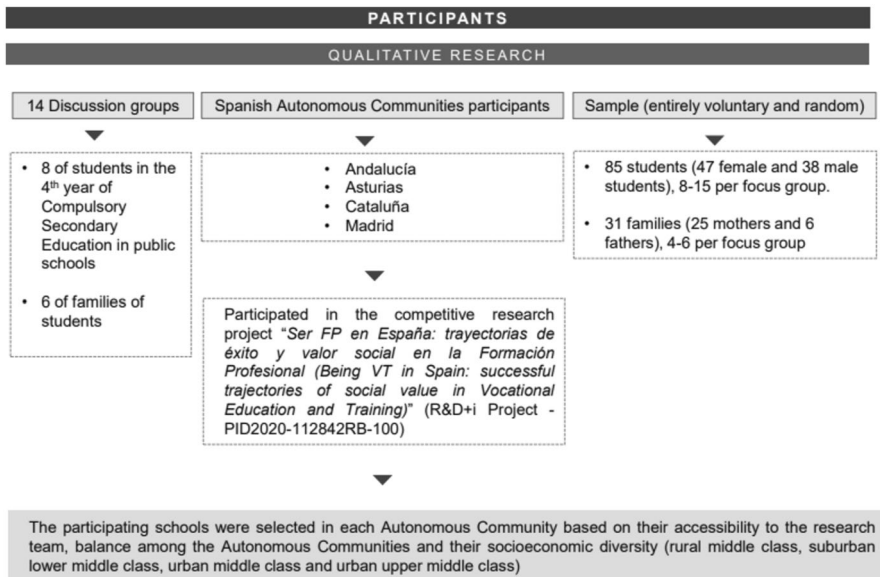 PARTICIPANTS
QUALITATIVE RESEARCH
14 Discussion groups
• 8 of students in the
4th year of
Compulsory
Secondary
Education in public
schools
• 6 of families of
students
Spanish Autonomous Communities participants
• Andalucía
• Asturias
• Cataluña
• Madrid
Participated in the competitive research
project “Ser FP en España: trayectorias de
éxito y valor social en la Formación
Profesional (Being VT in Spain: successful
trajectories of social value in Vocational
Education and Training)” (R&D+i Project -
PID2020-112842RB-100)
Sample (entirely voluntary and random)
• 85 students (47 female and 38 male
students), 8-15 per focus group.
• 31 families (25 mothers and 6
fathers), 4-6 per focus group
The participating schools were selected in each Autonomous Community based on their accessibility to the research
team, balance among the Autonomous Communities and their socioeconomic diversity (rural middle class, suburban
lower middle class, urban middle class and urban upper middle class)